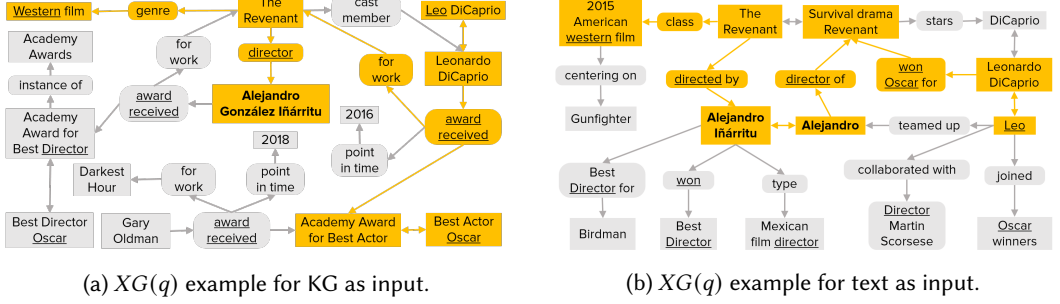 Western film
genre
The
Revenant
cast
member
Leo DiCaprio
Academy
Awards
for
work
director
for
work
Leonardo
DiCaprio
instance of
award
received
Alejandro
González Iñárritu
2016
award
received
Academy
Award for
Best Director
2018
point
in time
Darkest
Hour
for
work
point
in time
Best Director
Oscar
Gary
Oldman
award
received
Academy Award
for Best Actor
Best Actor
Oscar
(a) XG(q) example for KG as input.
2015
American
western film
class
The
Revenant
Survival drama
Revenant
stars
DiCaprio
centering on
directed by
director of
won
Oscar for
Leonardo
DiCaprio
Gunfighter
Alejandro
Iñárritu
Alejandro
teamed up
Leo
Best
Director for
won
type
collaborated with
joined
Birdman
Best
Director
Mexican
film director
Director
Martin
Scorsese
Oscar
winners
(b) XG(q) example for text as input.